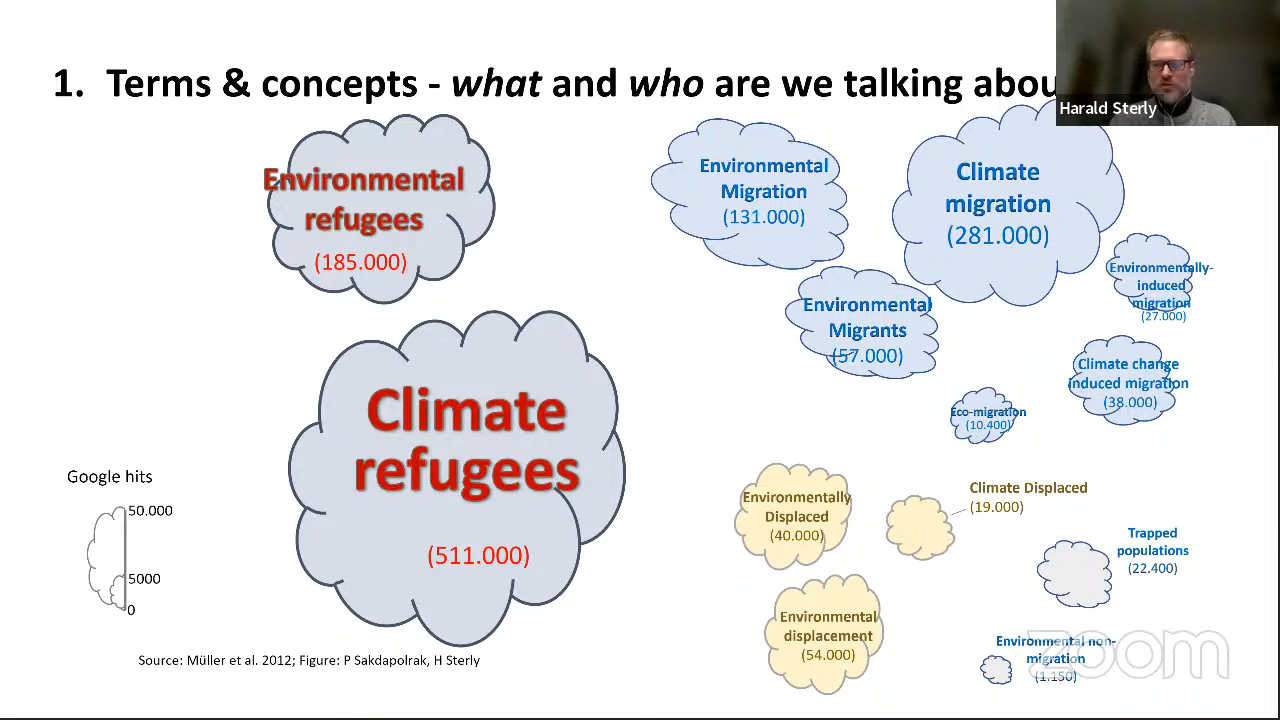 1. Terms & concepts - what and who are we talking abou
Harald Sterly
Environmental
refugees
(185.000)
Environmental
Migration
(131.000)
Climate
migration
(281.000)
Environmentally-
induced
migration
(27.000)
Environmental
Migrants
(57.000)
Climate change
induced migration
(38.000)
Eco-migration
(10.400)
Climate
refugees
(511.000)
Google hits
50.000
5000
0
Environmentally
Displaced
(40.000)
Climate Displaced
(19.000)
Trapped
populations
(22.400)
Environmental
displacement
(54.000)
Environmental non-
migration
(1.150)
zoom
Source: Müller et al. 2012; Figure: P Sakdapolrak, H Sterly